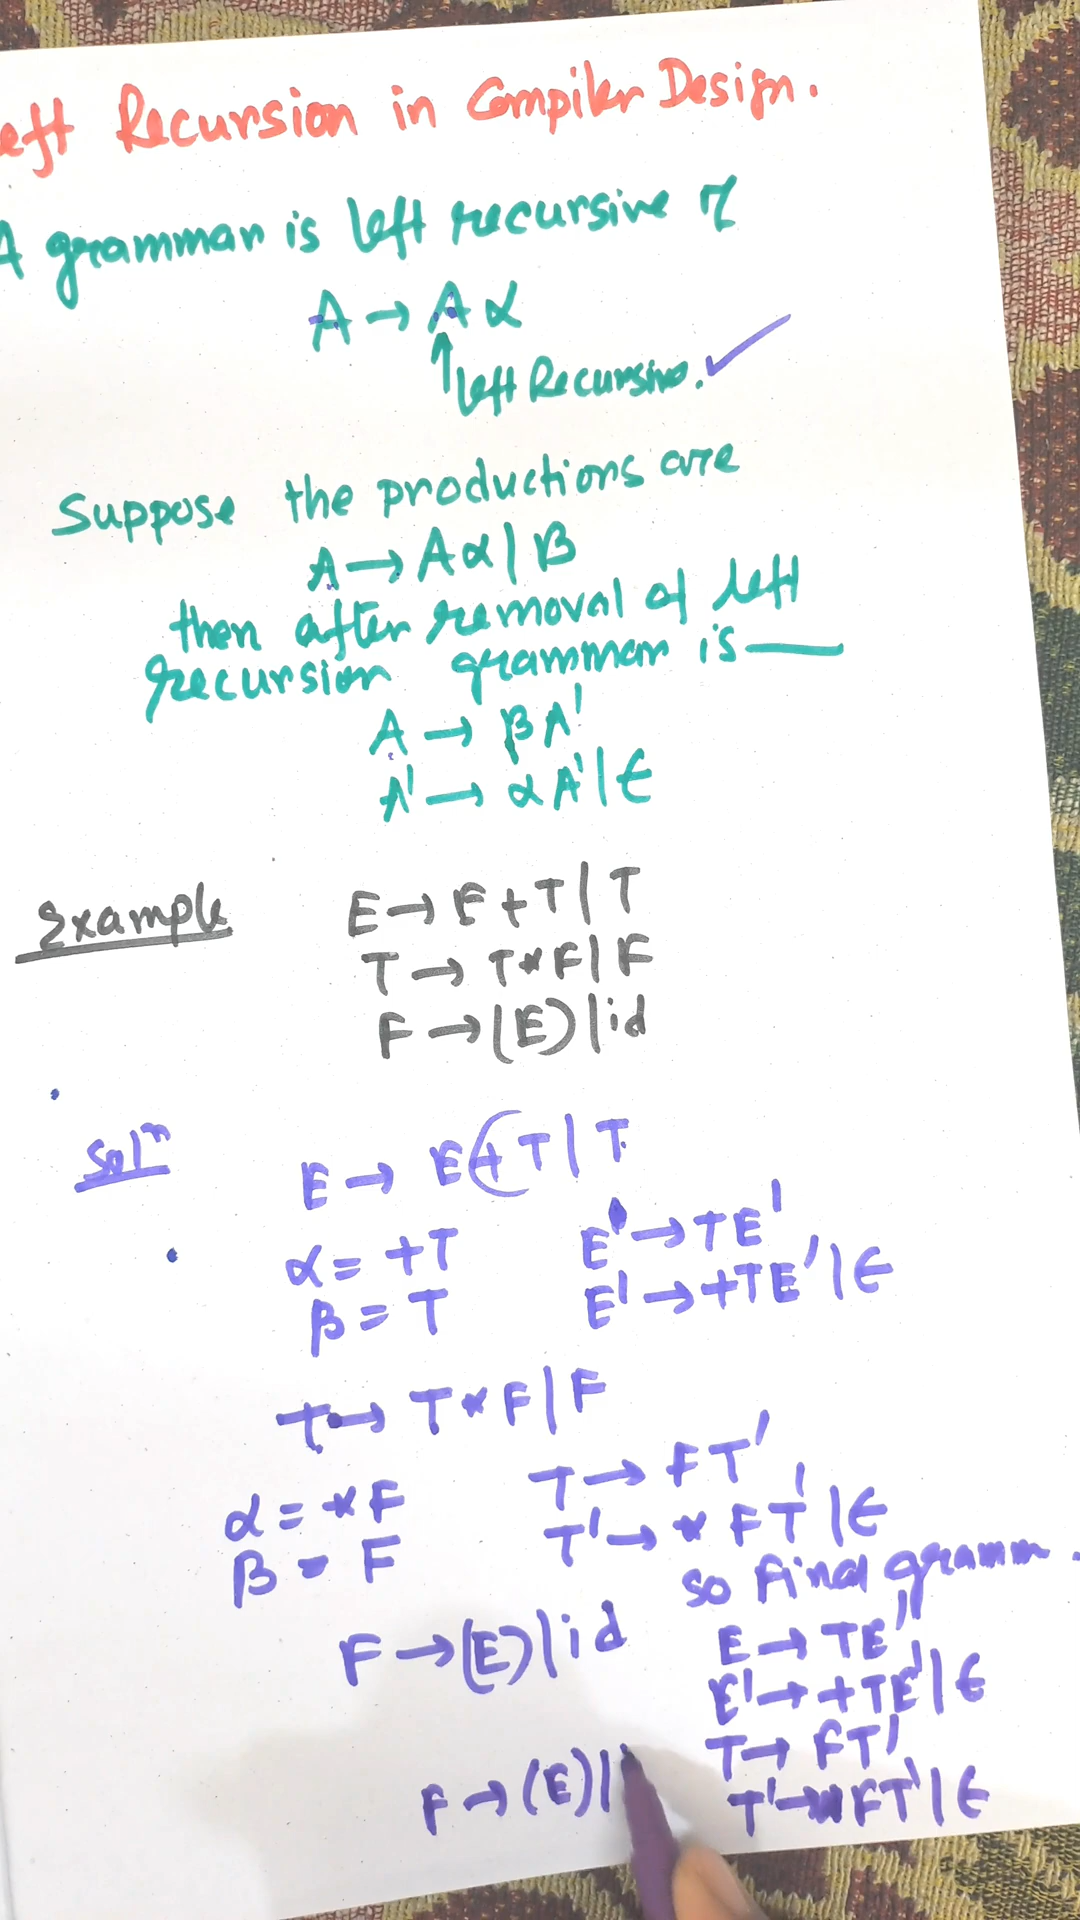 eft Recursion in Compiler Design.
A grammar is left recursive if
A → A α
left Recursive. ✓
Suppose the productions are
A → Aα | β
then after removal of left
recursion grammar is —
A → βA'
A' → αA' | ϵ
Example
E → E + T | T
T → T * F | F
F → (E) | id
Solⁿ
E → E + T | T
α = +T
E → TE'
β = T
E' → +TE' | ϵ
T → T * F | F
T → FT'
α = *F
T' → * FT' | ϵ
β = F
so final gramm.
F → (E) | id
E → TE'
E' → +TE' | ϵ
T → FT'
F → (E) |
T' → *FT' | ϵ